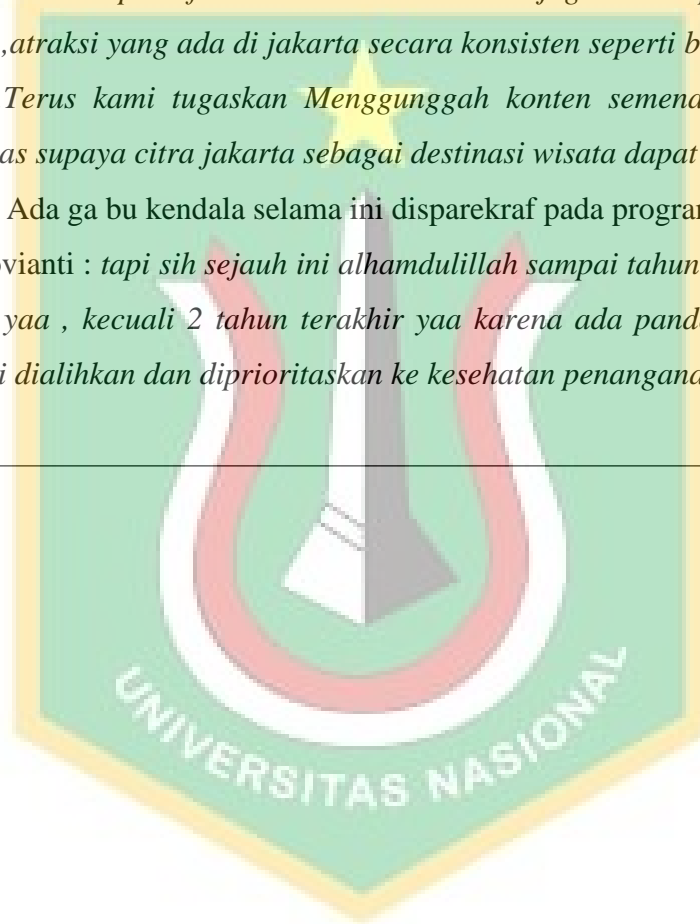 ,atraksi yang ada di jakarta secara konsisten seperti b
Terus kami tugaskan Menggunggah konten semena
as supaya citra jakarta sebagai destinasi wisata dapat
Ada ga bu kendala selama ini disparekraf pada progra
ovianti : tapi sih sejauh ini alhamdulillah sampai tahun
yaa , kecuali 2 tahun terakhir yaa karena ada pand
i dialihkan dan diprioritaskan ke kesehatan penangana
UNIVERSITAS NASIONAL